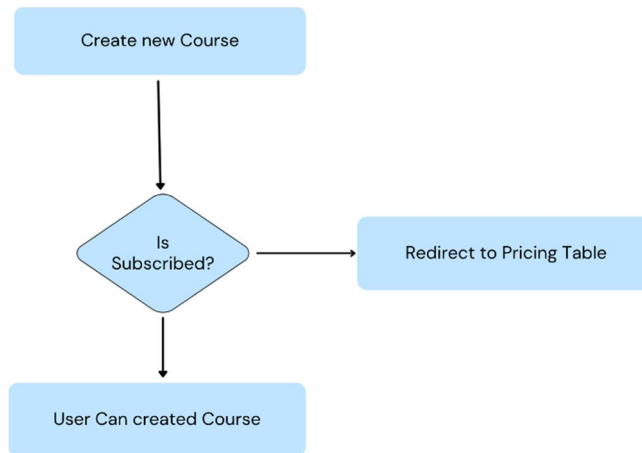 Create new Course
Is
Subscribed?
Redirect to Pricing Table
User Can created Course